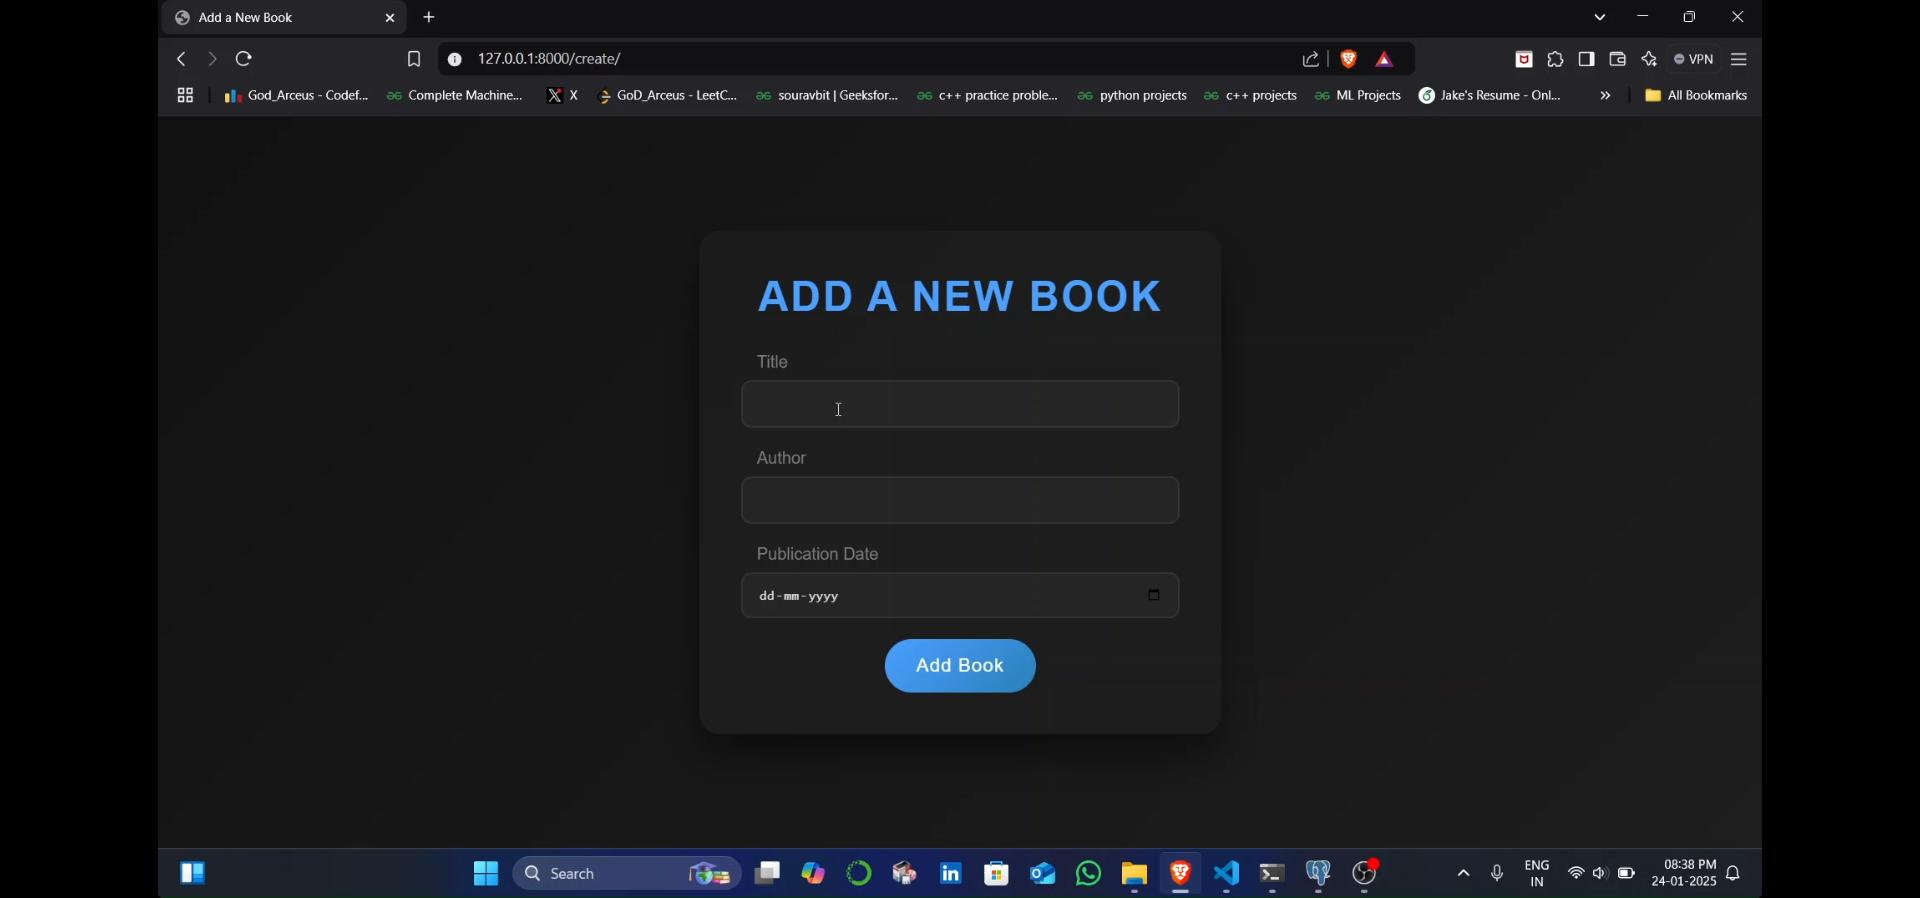 Add a New Book
127.0.0.1:8000/create/
VPN
God_Arceus - Codef...
Complete Machine...
X
GoD_Arceus - LeetC...
souravbit | Geeksfor...
c++ practice proble...
python projects
c++ projects
ML Projects
Jake's Resume - Onl...
All Bookmarks
ADD A NEW BOOK
Title
Author
Publication Date
dd-mm-yyyy
Add Book
Search
ENG
IN
08:38 PM
24-01-2025